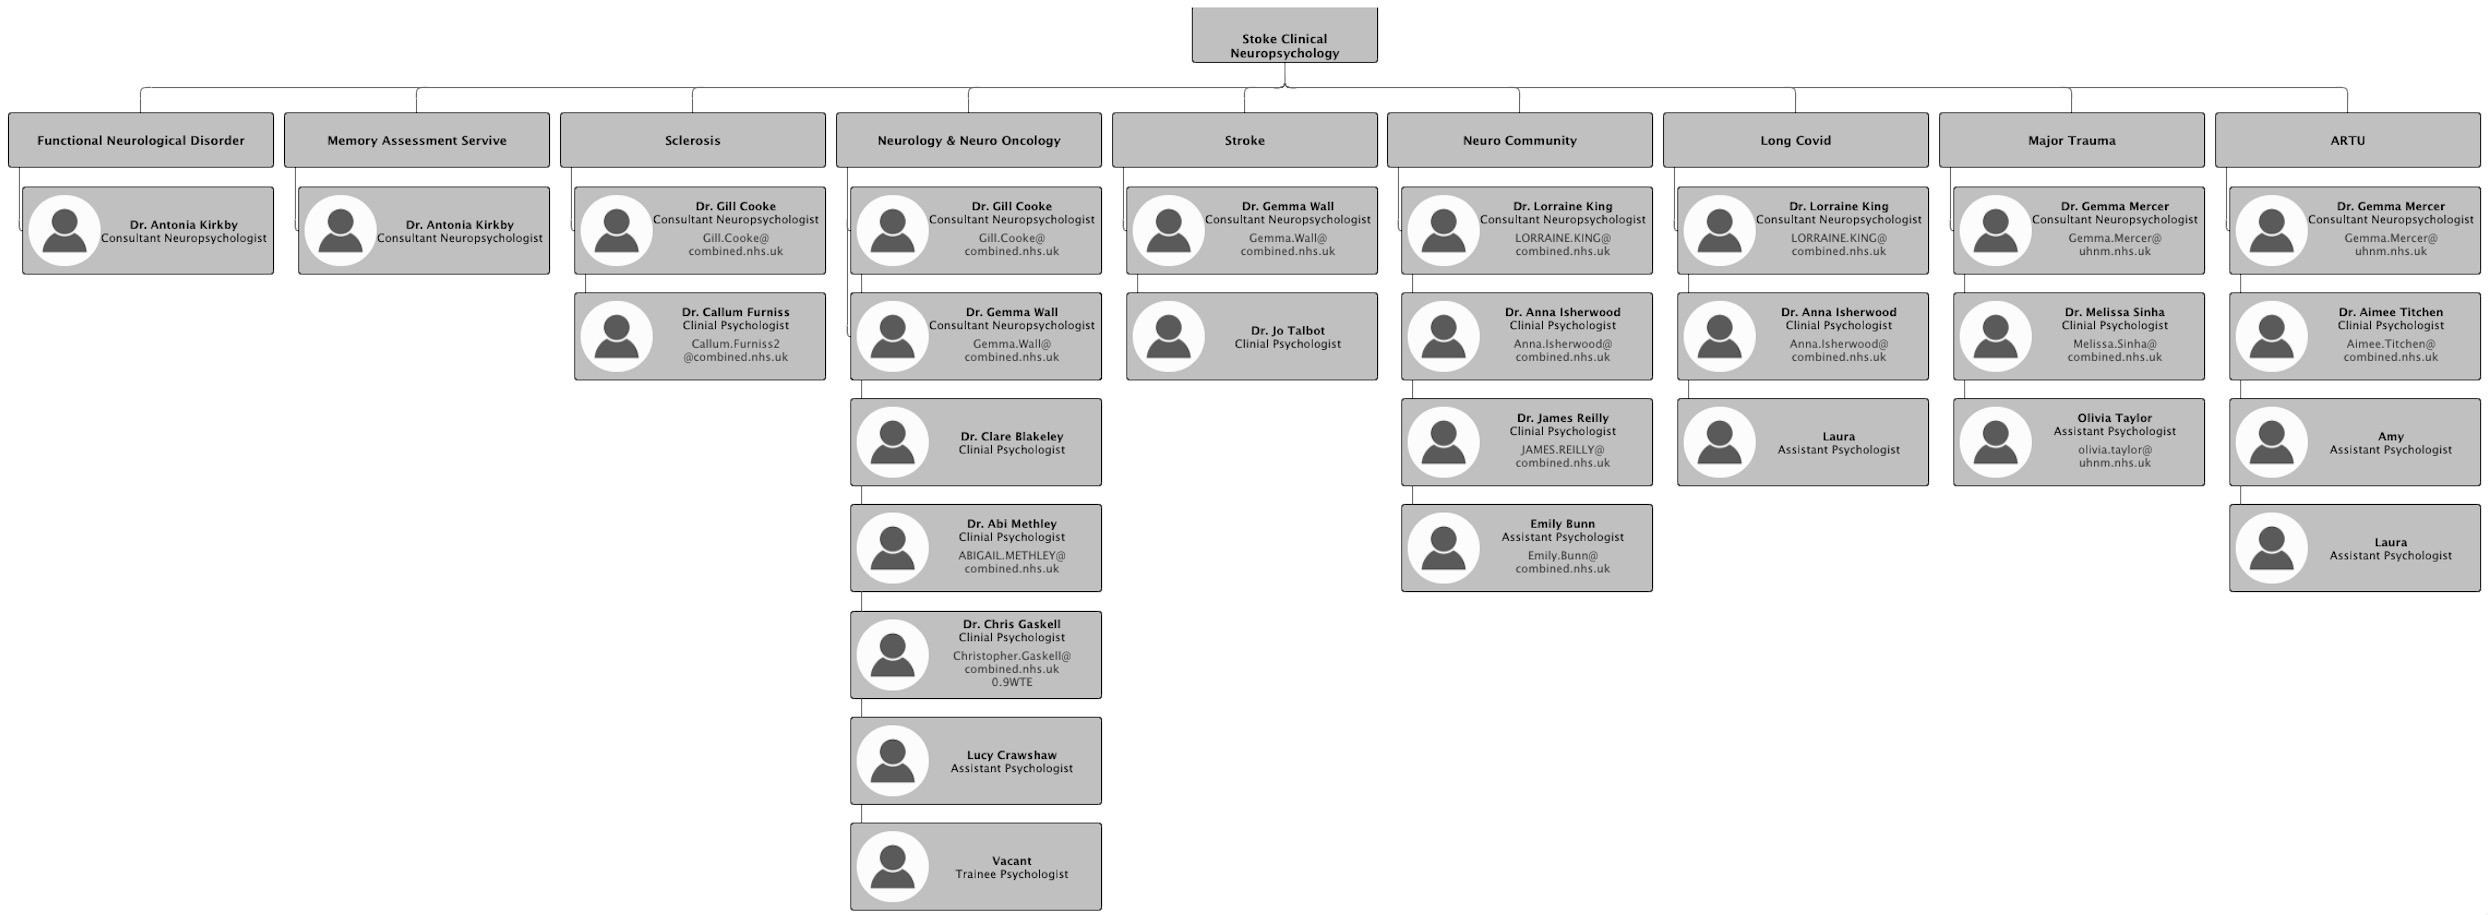 Stoke Clinical
Neuropsychology
Functional Neurological Disorder
Memory Assessment Servive
Sclerosis
Neurology & Neuro Oncology
Stroke
Neuro Community
Long Covid
Major Trauma
ARTU
Dr. Antonia Kirkby
Consultant Neuropsychologist
Dr. Antonia Kirkby
Consultant Neuropsychologist
Dr. Gill Cooke
Consultant Neuropsychologist
Gill.Cooke@
combined.nhs.uk
Dr. Callum Furniss
Clinial Psychologist
Callum.Furniss2
@combined.nhs.uk
Dr. Gill Cooke
Consultant Neuropsychologist
Gill.Cooke@
combined.nhs.uk
Dr. Gemma Wall
Consultant Neuropsychologist
Gemma.Wall@
combined.nhs.uk
Dr. Clare Blakeley
Clinial Psychologist
Dr. Abi Methley
Clinial Psychologist
ABIGAIL.METHLEY@
combined.nhs.uk
Dr. Chris Gaskell
Clinial Psychologist
Christopher.Gaskell@
combined.nhs.uk
0.9WTE
Lucy Crawshaw
Assistant Psychologist
Vacant
Trainee Psychologist
Dr. Gemma Wall
Consultant Neuropsychologist
Gemma.Wall@
combined.nhs.uk
Dr. Jo Talbot
Clinial Psychologist
Dr. Lorraine King
Consultant Neuropsychologist
LORRAINE.KING@
combined.nhs.uk
Dr. Anna Isherwood
Clinial Psychologist
Anna.Isherwood@
combined.nhs.uk
Dr. James Reilly
Clinial Psychologist
JAMES.REILLY@
combined.nhs.uk
Emily Bunn
Assistant Psychologist
Emily.Bunn@
combined.nhs.uk
Dr. Lorraine King
Consultant Neuropsychologist
LORRAINE.KING@
combined.nhs.uk
Dr. Anna Isherwood
Clinial Psychologist
Anna.Isherwood@
combined.nhs.uk
Laura
Assistant Psychologist
Dr. Gemma Mercer
Consultant Neuropsychologist
Gemma.Mercer@
uhnm.nhs.uk
Dr. Melissa Sinha
Clinial Psychologist
Melissa.Sinha@
combined.nhs.uk
Olivia Taylor
Assistant Psychologist
olivia.taylor@
uhnm.nhs.uk
Dr. Gemma Mercer
Consultant Neuropsychologist
Gemma.Mercer@
uhnm.nhs.uk
Dr. Aimee Titchen
Clinial Psychologist
Aimee.Titchen@
combined.nhs.uk
Amy
Assistant Psychologist
Laura
Assistant Psychologist